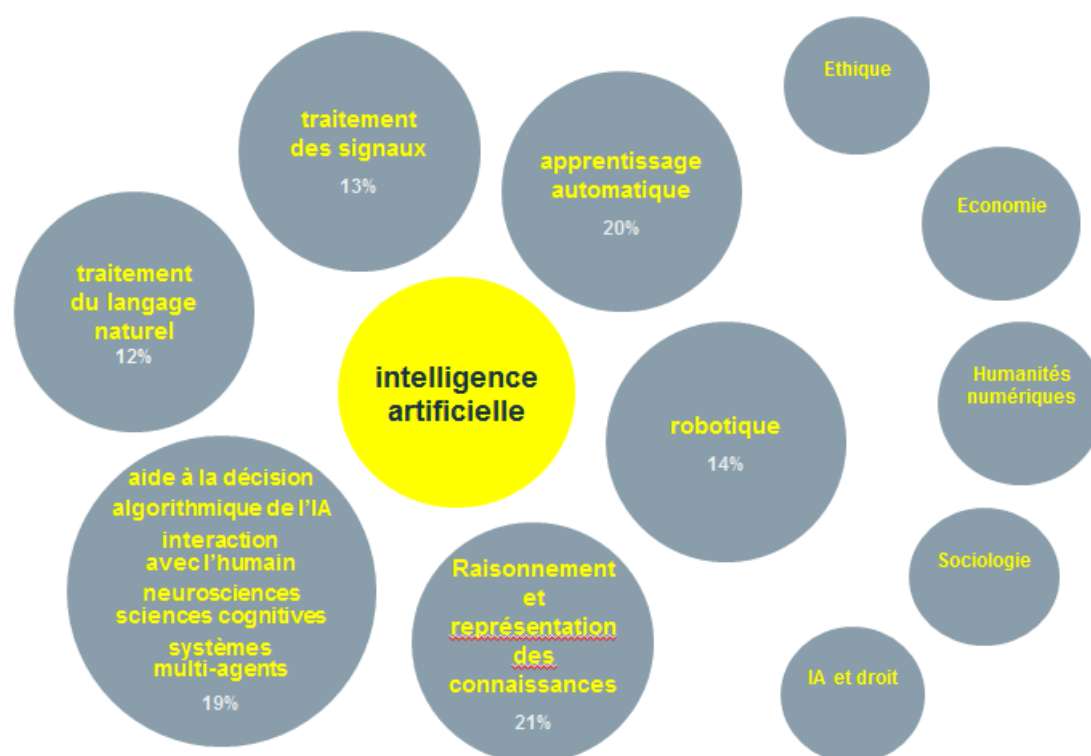 traitement
des signaux
13%
apprentissage
automatique
20%
traitement
du langage
naturel
12%
intelligence
artificielle
robotique
14%
aide à la décision
algorithmique de l’IA
interaction
avec l’humain
neurosciences
sciences cognitives
systèmes
multi-agents
19%
Raisonnement
et
représentation
des
connaissances
21%
Ethique
Economie
Humanités
numériques
Sociologie
IA et droit